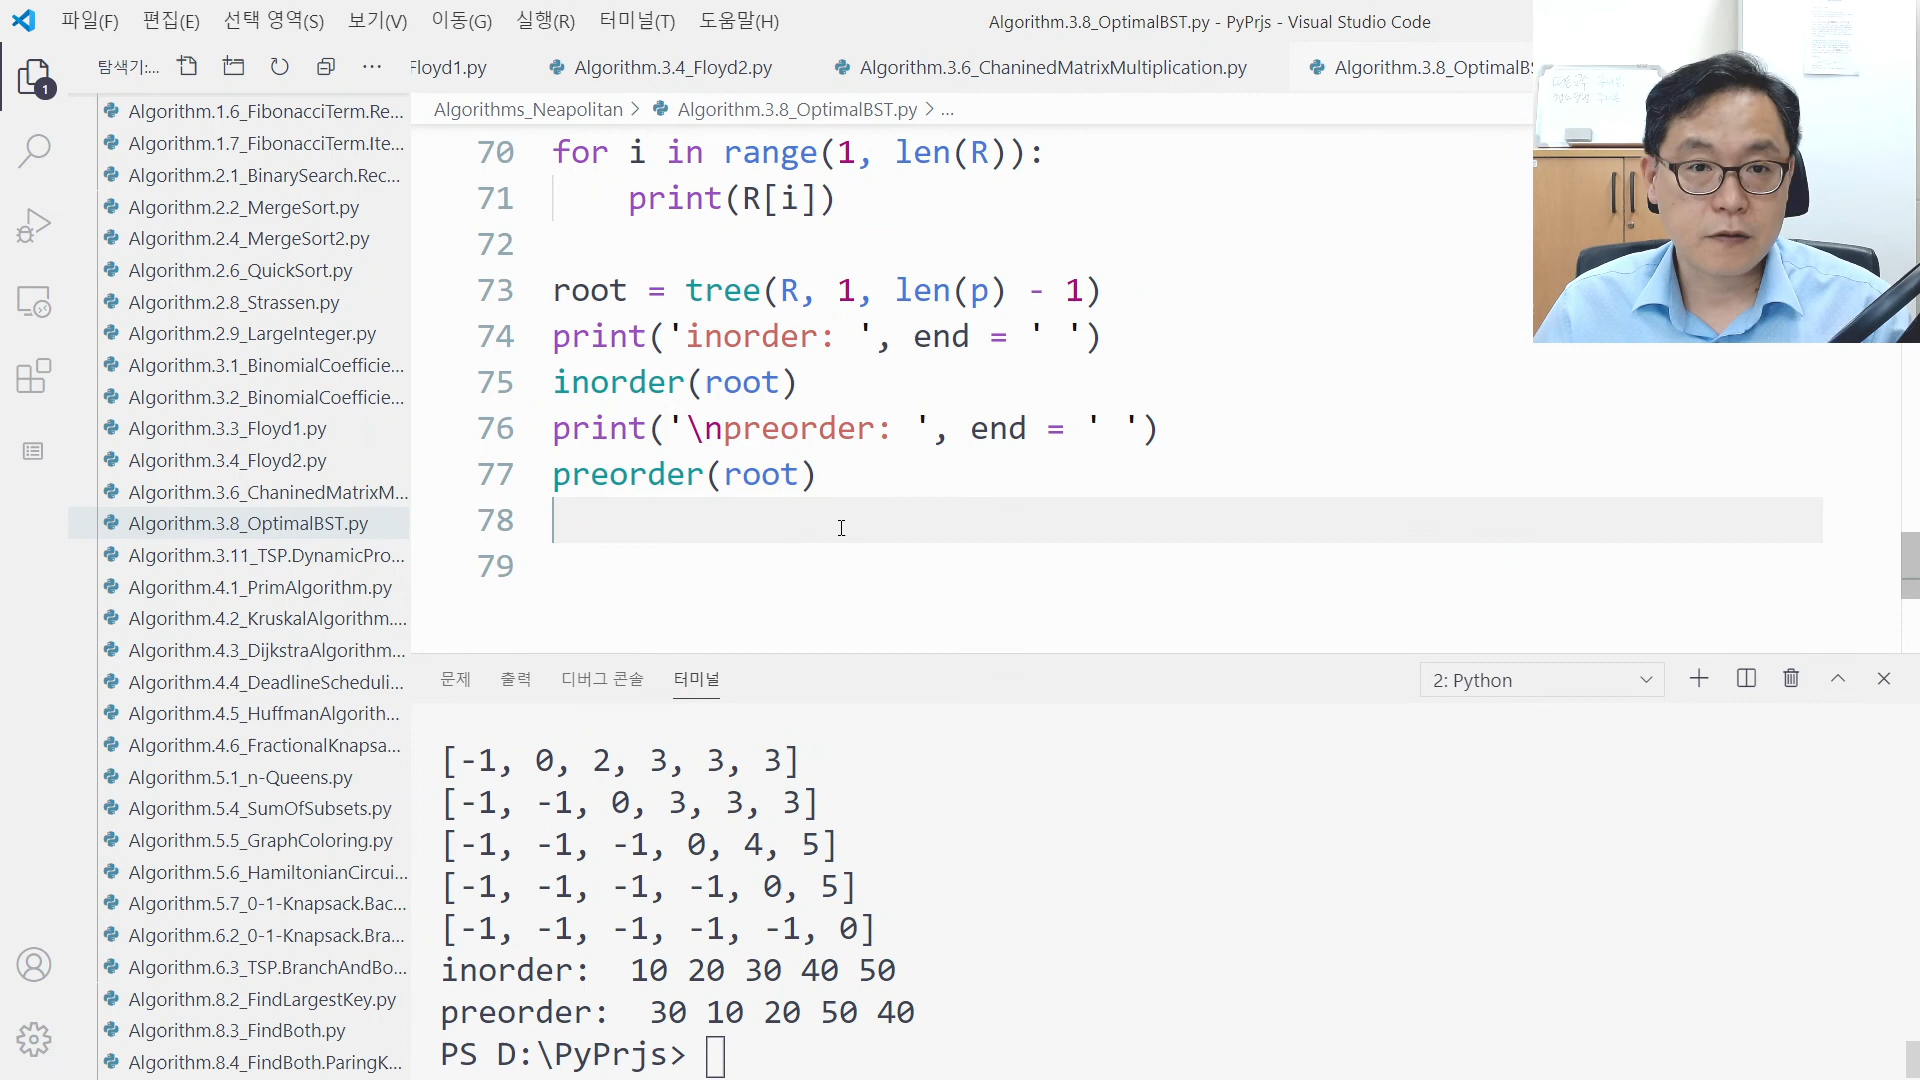 파일(F) 편집(E) 선택 영역(S) 보기(V) 이동(G) 실행(R) 터미널(T) 도움말(H)
Algorithm.3.8_OptimalBST.py - PyPrjs - Visual Studio Code
탐색기:...
1
Floyd1.py
Algorithm.3.4_Floyd2.py
Algorithm.3.6_ChaninedMatrixMultiplication.py
Algorithm.3.8_OptimalBS
Algorithms_Neapolitan > Algorithm.3.8_OptimalBST.py > ...
Algorithm.1.6_FibonacciTerm.Re...
Algorithm.1.7_FibonacciTerm.Ite...
Algorithm.2.1_BinarySearch.Rec...
Algorithm.2.2_MergeSort.py
Algorithm.2.4_MergeSort2.py
Algorithm.2.6_QuickSort.py
Algorithm.2.8_Strassen.py
Algorithm.2.9_LargeInteger.py
Algorithm.3.1_BinomialCoefficie...
Algorithm.3.2_BinomialCoefficie...
Algorithm.3.3_Floyd1.py
Algorithm.3.4_Floyd2.py
Algorithm.3.6_ChaninedMatrixM...
Algorithm.3.8_OptimalBST.py
Algorithm.3.11_TSP.DynamicPro...
Algorithm.4.1_PrimAlgorithm.py
Algorithm.4.2_KruskalAlgorithm....
Algorithm.4.3_DijkstraAlgorithm...
Algorithm.4.4_DeadlineScheduli...
Algorithm.4.5_HuffmanAlgorith...
Algorithm.4.6_FractionalKnapsa...
Algorithm.5.1_n-Queens.py
Algorithm.5.4_SumOfSubsets.py
Algorithm.5.5_GraphColoring.py
Algorithm.5.6_HamiltonianCircui...
Algorithm.5.7_0-1-Knapsack.Bac...
Algorithm.6.2_0-1-Knapsack.Bra...
Algorithm.6.3_TSP.BranchAndBo...
Algorithm.8.2_FindLargestKey.py
Algorithm.8.3_FindBoth.py
Algorithm.8.4_FindBoth.ParingK...
70 for i in range(1, len(R)):
71     print(R[i])
72
73 root = tree(R, 1, len(p) - 1)
74 print('inorder: ', end = ' ')
75 inorder(root)
76 print('\npreorder: ', end = ' ')
77 preorder(root)
78
79
문제 출력 디버그 콘솔 터미널
2: Python
[-1, 0, 2, 3, 3, 3]
[-1, -1, 0, 3, 3, 3]
[-1, -1, -1, 0, 4, 5]
[-1, -1, -1, -1, 0, 5]
[-1, -1, -1, -1, -1, 0]
inorder:  10 20 30 40 50
preorder:  30 10 20 50 40
PS D:\PyPrjs>